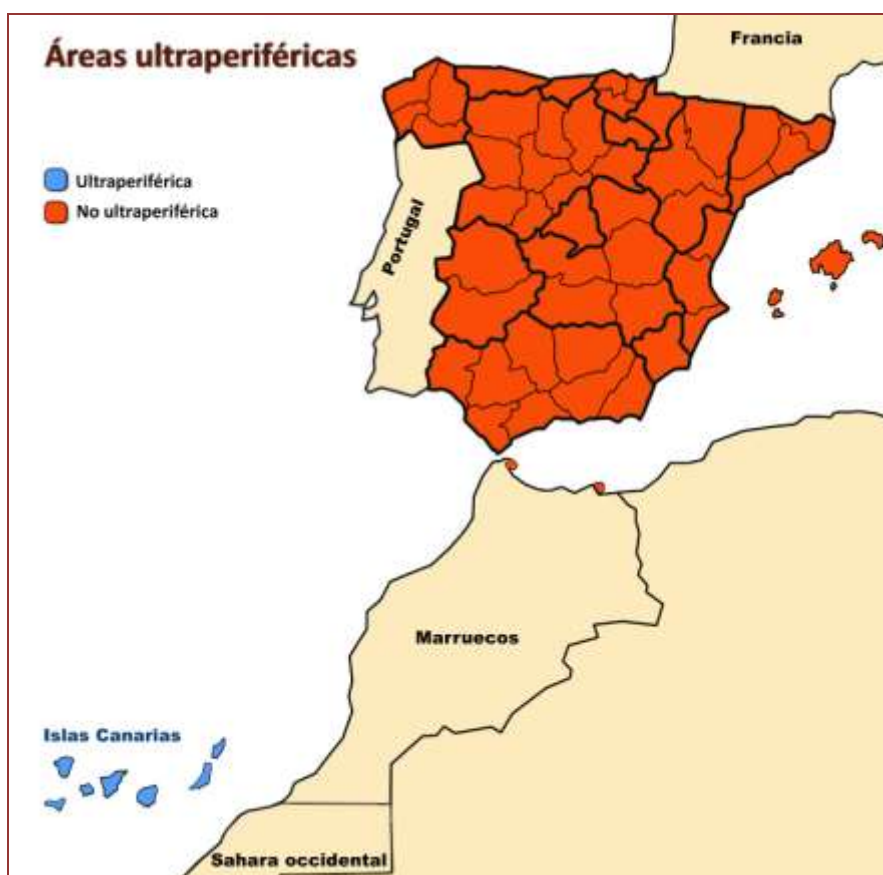 Áreas ultraperiféricas
Francia
Ultraperiférica
No ultraperiférica
Portugal
Marruecos
Islas Canarias
Sahara occidental